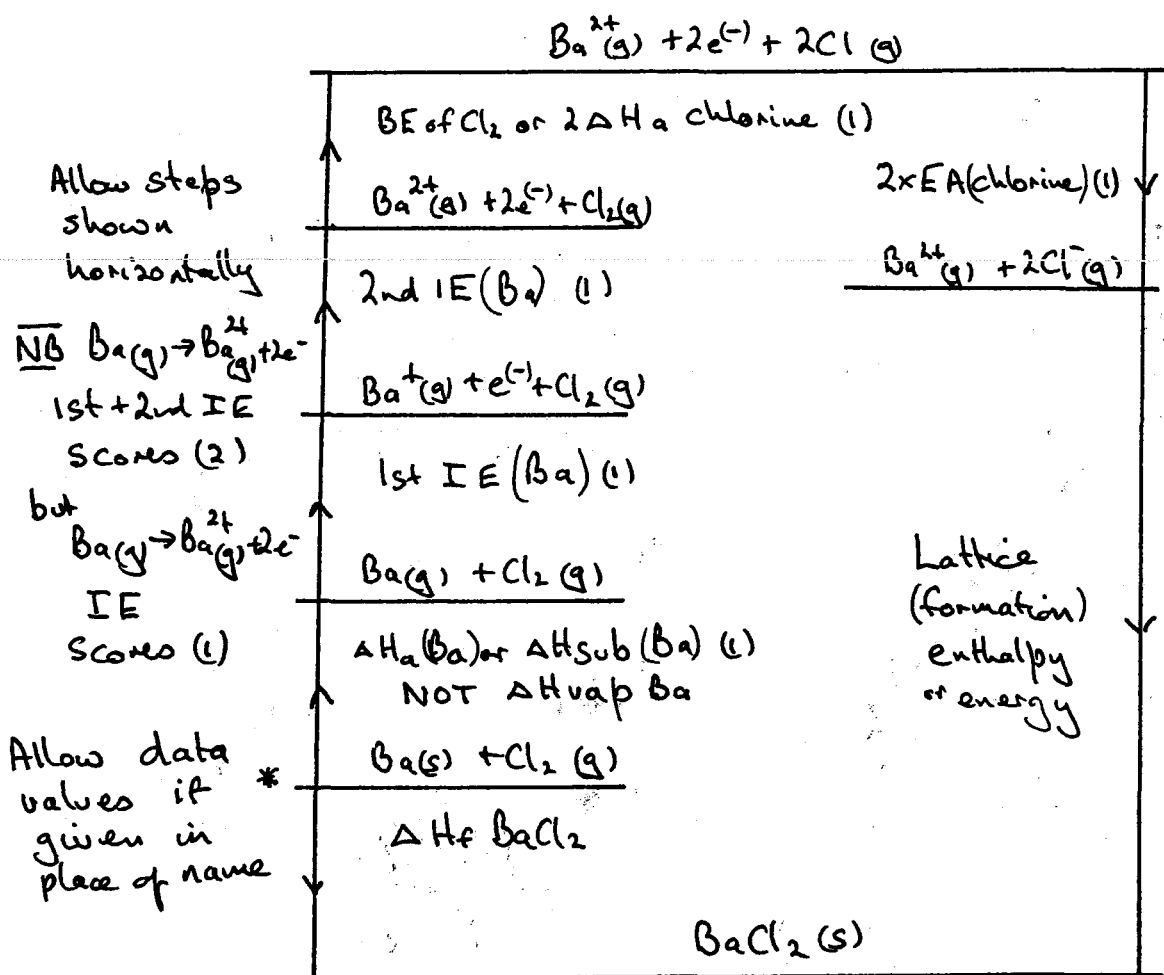 Ba²⁺(g) + 2e⁽⁻⁾ + 2Cl (g)
BE of Cl₂ or 2ΔHa chlorine (1)
Ba²⁺(g) + 2e⁽⁻⁾ + Cl₂(g)
2nd IE(Ba) (1)
Ba⁺(g) + e⁽⁻⁾ + Cl₂(g)
1st IE(Ba) (1)
Ba(g) + Cl₂(g)
ΔHa(Ba) or ΔHsub(Ba) (1)
NOT ΔHvap Ba
Ba(s) + Cl₂(g)
ΔHf BaCl₂
BaCl₂(s)
Allow steps
shown
horizontally
NB Ba(g) → Ba²⁺(g) + 2e⁻
1st + 2nd IE
Scores (2)
but
Ba(g) → Ba²⁺(g) + 2e⁻
IE
Scores (1)
Allow data
values if *
given in
place of name
2xEA(chlorine)(1)
Ba²⁺(g) + 2Cl⁻(g)
Lattice
(formation)
enthalpy
or energy